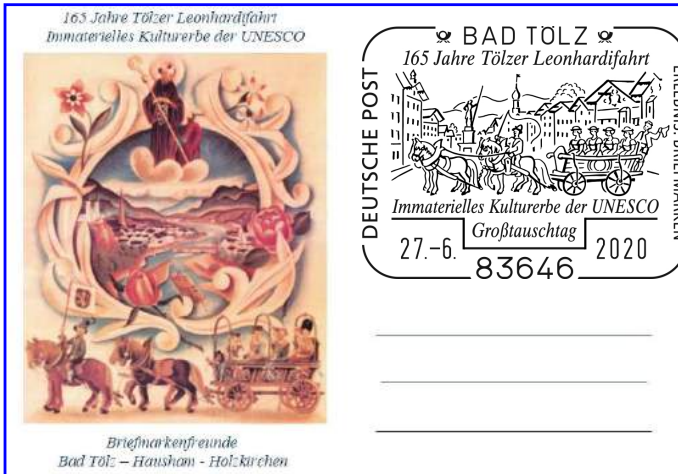 165 Jahre Tölzer Leonhardifahrt
Immaterielles Kulturerbe der UNESCO
Briefmarkenfreunde
Bad Tölz – Hausham - Holzkirchen
BAD TÖLZ
165 Jahre Tölzer Leonhardifahrt
DEUTSCHE POST
ERLEBNIS: BRIEFMARKEN
Immaterielles Kulturerbe der UNESCO
Großtauschtag
27.-6. 2020
83646